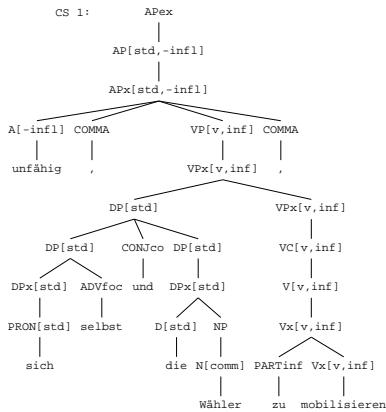 CS 1: APex
AP[std,-infl]
APx[std,-infl]
A[-infl] COMMA VP[v,inf] COMMA
unfähig , VPx[v,inf] ,
DP[std] VPx[v,inf]
DP[std] CONJco DP[std] VC[v,inf]
DPx[std] ADVfoc und DPx[std] V[v,inf]
PRON[std] selbst D[std] NP Vx[v,inf]
sich die N[comm] PARTinf Vx[v,inf]
Wähler zu mobilisieren